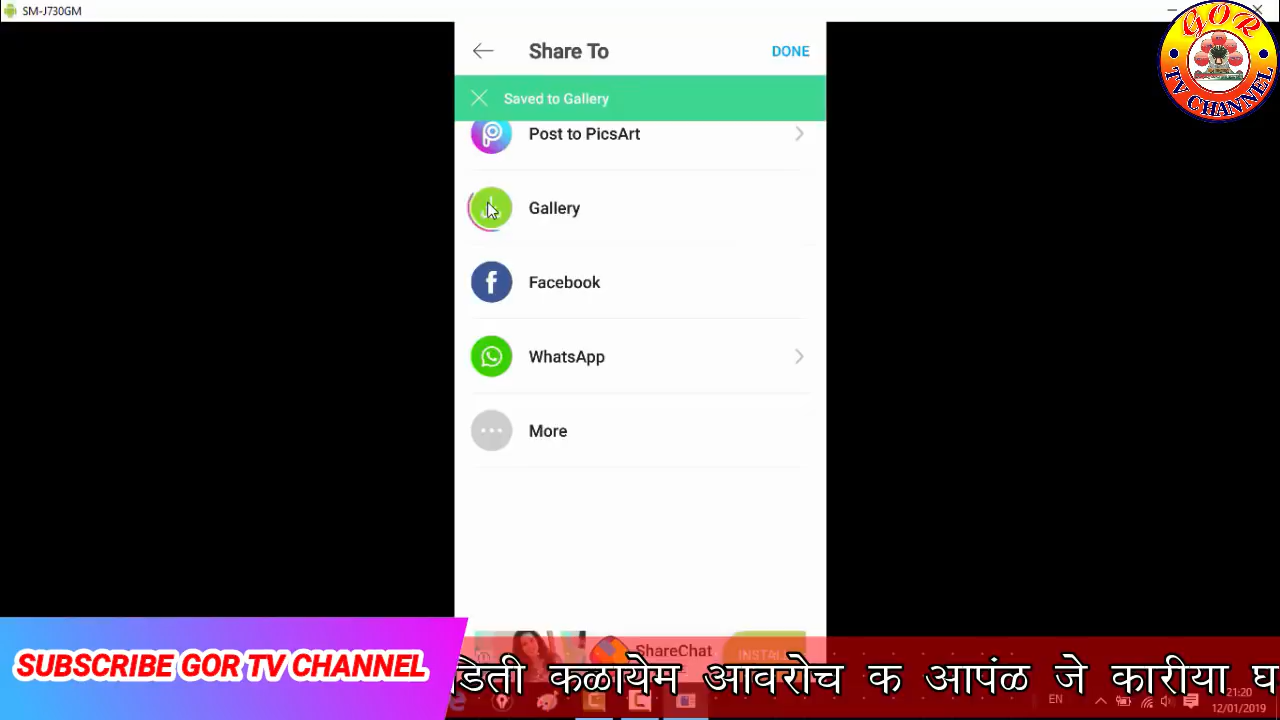 SM-J730GM
Share To
DONE
Saved to Gallery
Post to PicsArt
Gallery
Facebook
WhatsApp
More
GOR
TV CHANNEL
ShareChat
INSTALL
SUBSCRIBE GOR TV CHANNEL
डिती कळायेम आवरोच क आपंळ जे कारीया घ
EN
21:20
12/01/2019